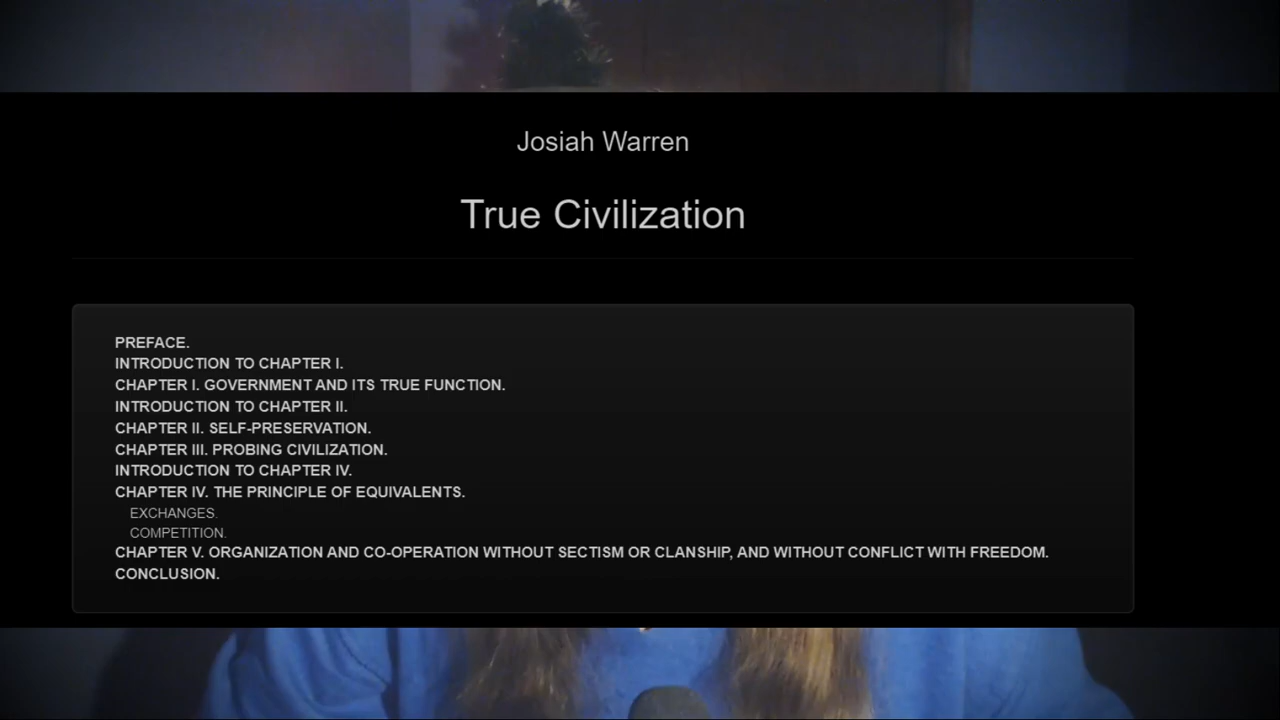 Josiah Warren
True Civilization
PREFACE.
INTRODUCTION TO CHAPTER I.
CHAPTER I. GOVERNMENT AND ITS TRUE FUNCTION.
INTRODUCTION TO CHAPTER II.
CHAPTER II. SELF-PRESERVATION.
CHAPTER III. PROBING CIVILIZATION.
INTRODUCTION TO CHAPTER IV.
CHAPTER IV. THE PRINCIPLE OF EQUIVALENTS.
EXCHANGES.
COMPETITION.
CHAPTER V. ORGANIZATION AND CO-OPERATION WITHOUT SECTISM OR CLANSHIP, AND WITHOUT CONFLICT WITH FREEDOM.
CONCLUSION.